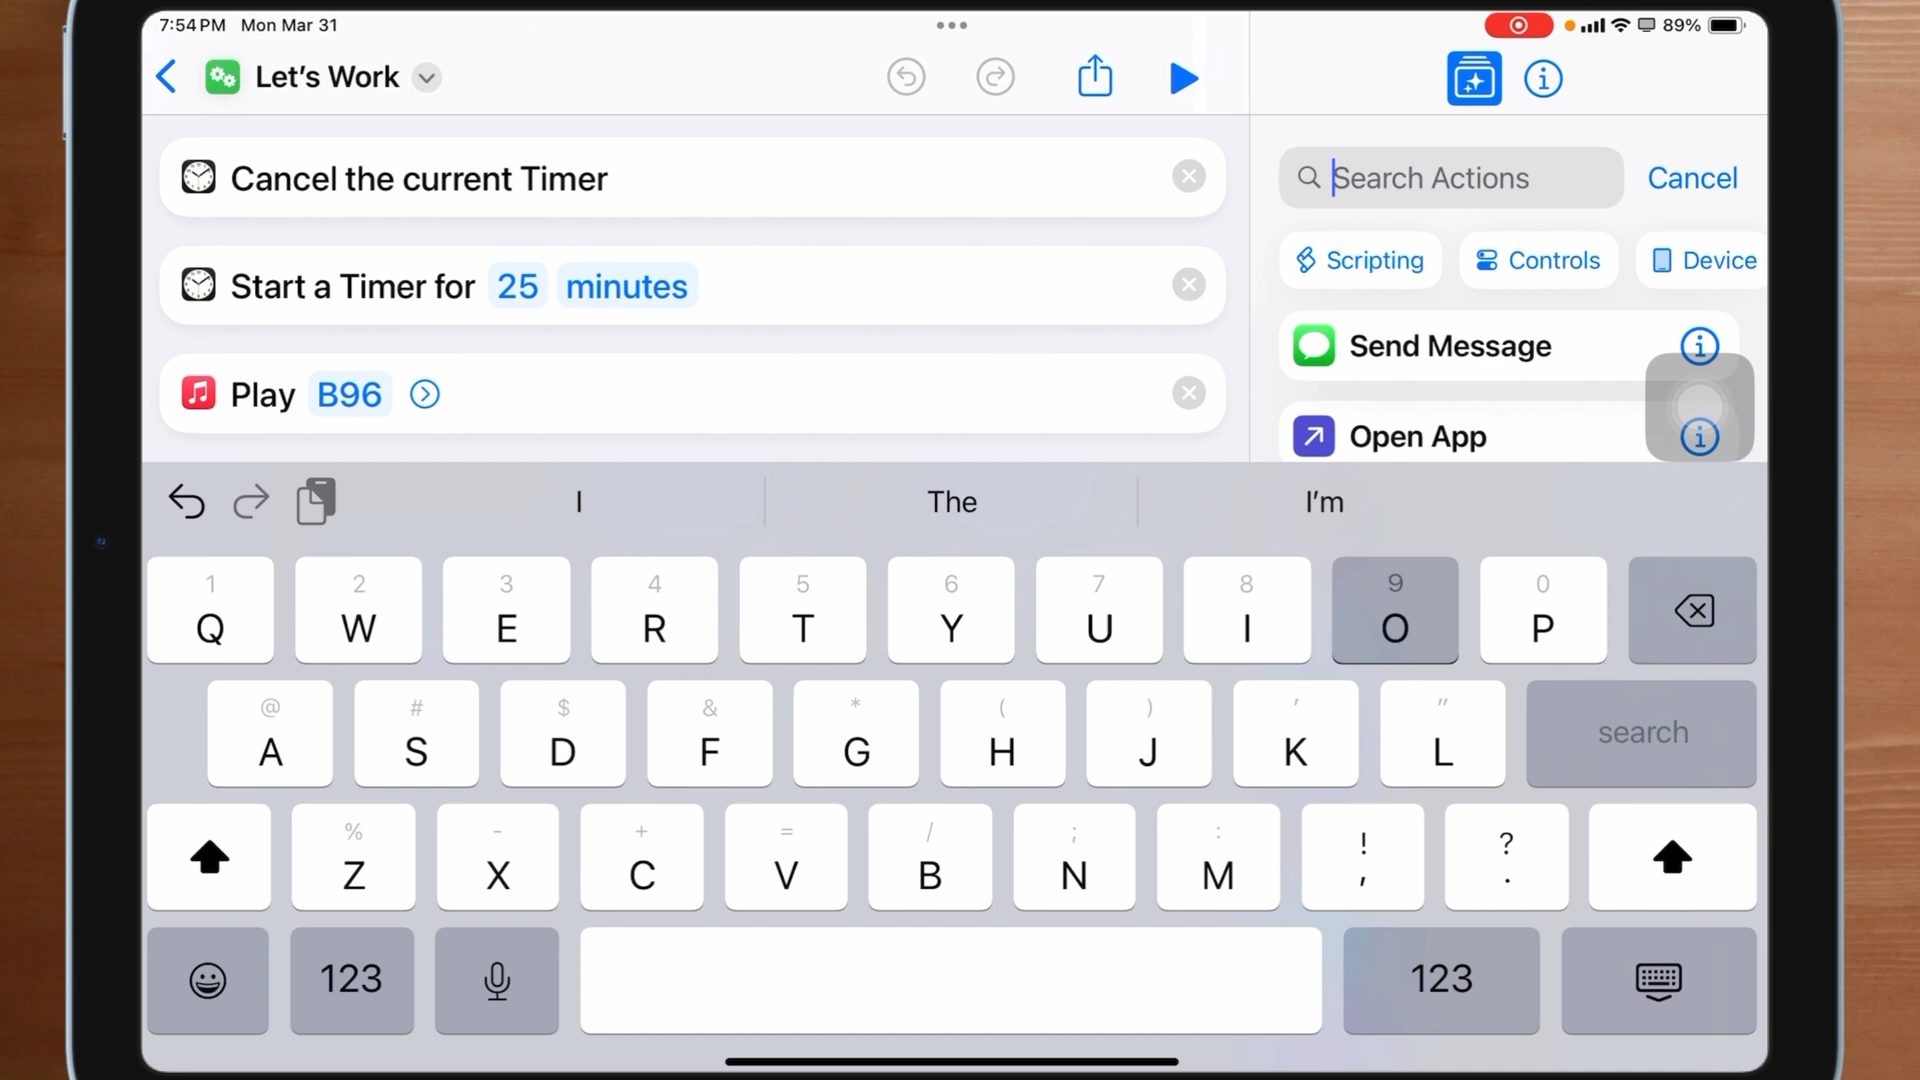 7:54 PM Mon Mar 31
89%
Let's Work
Cancel the current Timer
Start a Timer for 25 minutes
Play B96
Search Actions
Cancel
Scripting
Controls
Device
Send Message
Open App
I
The
I'm
1 2 3 4 5 6 7 8 9 0
Q W E R T Y U I O P
@ # $ & * ( ) ' "
A S D F G H J K L
search
% - + = / ; : ! ?
Z X C V B N M , .
123
123